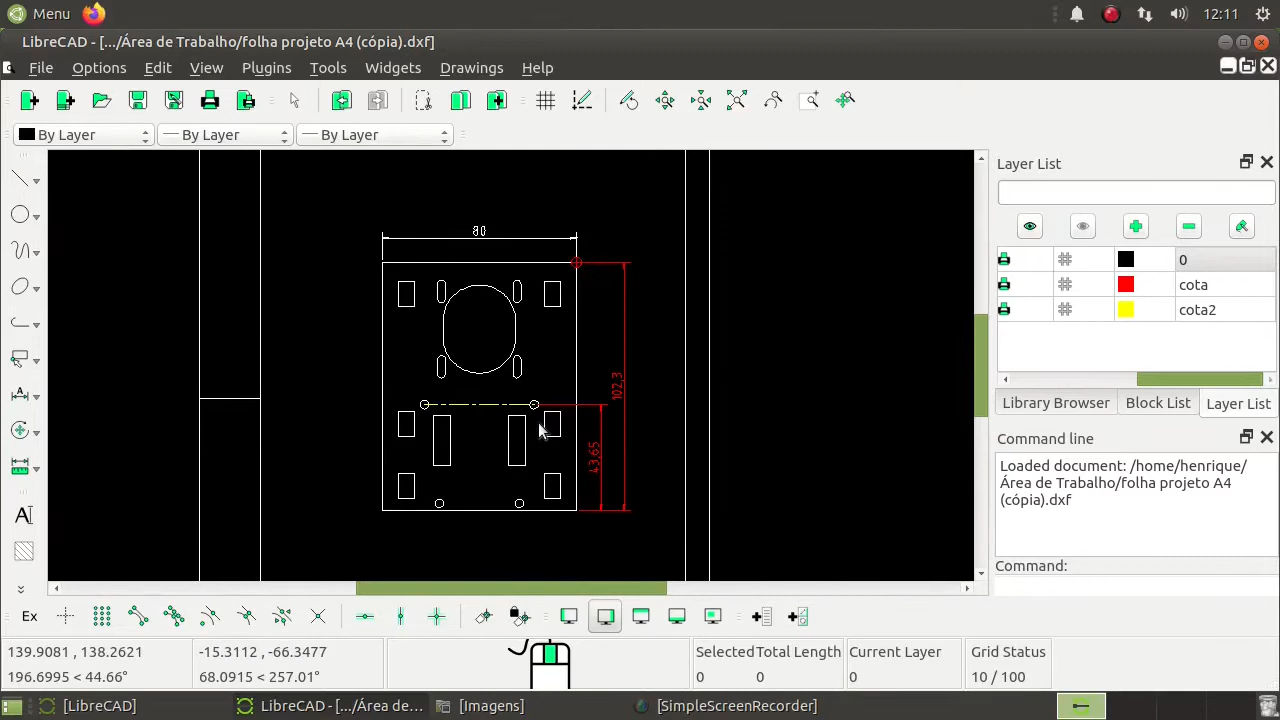 Menu 12:11
LibreCAD - [.../Área de Trabalho/folha projeto A4 (cópia).dxf]
File Options Edit View Plugins Tools Widgets Drawings Help
By Layer By Layer By Layer
Layer List
0
cota
cota2
Library Browser Block List Layer List
Command line
Loaded document: /home/henrique/
Área de Trabalho/folha projeto A4
(cópia).dxf
Command:
80
102,3
43,65
A
Ex
139.9081 , 138.2621
196.6995 < 44.66°
-15.3112 , -66.3477
68.0915 < 257.01°
Selected Total Length
0 0
Current Layer
0
Grid Status
10 / 100
[LibreCAD] LibreCAD - [.../Área de... [Imagens] [SimpleScreenRecorder]